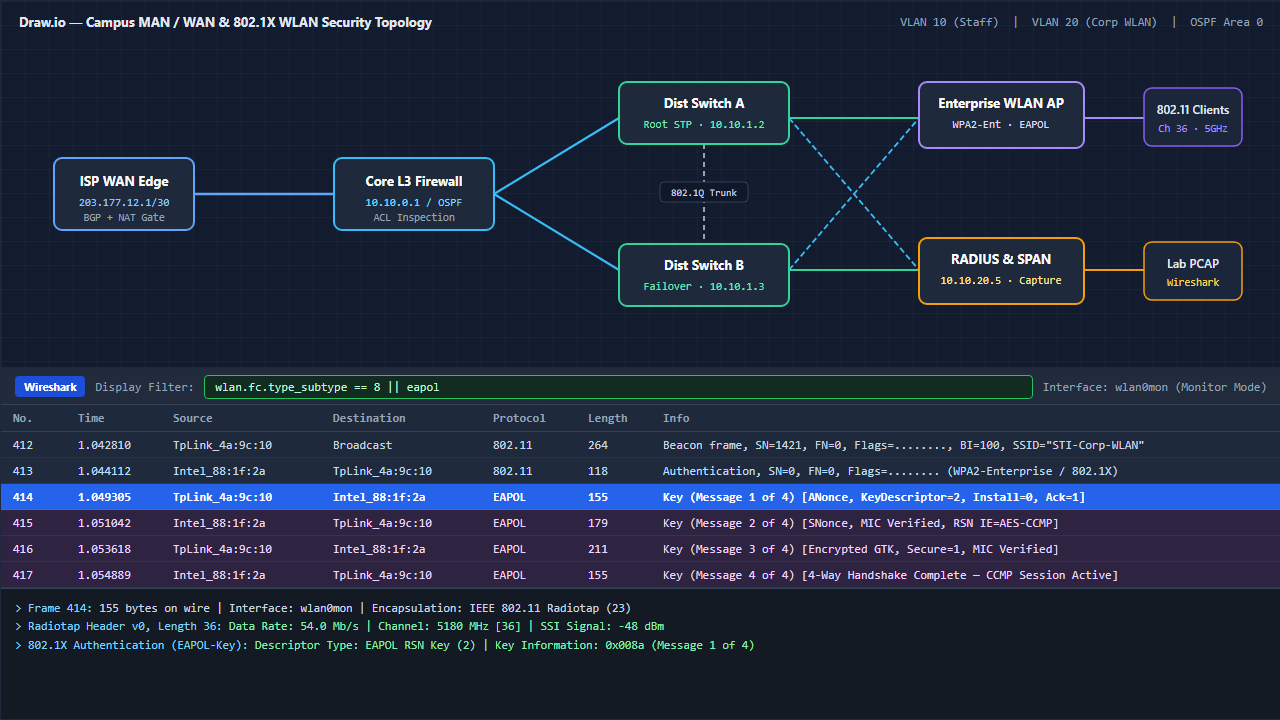 Draw.io — Campus MAN / WAN & 802.1X WLAN Security Topology
VLAN 10 (Staff) | VLAN 20 (Corp WLAN) | OSPF Area 0
ISP WAN Edge
203.177.12.1/30
BGP + NAT Gate
Core L3 Firewall
10.10.0.1 / OSPF
ACL Inspection
Dist Switch A
Root STP · 10.10.1.2
802.1Q Trunk
Dist Switch B
Failover · 10.10.1.3
Enterprise WLAN AP
WPA2-Ent · EAPOL
802.11 Clients
Ch 36 · 5GHz
RADIUS & SPAN
10.10.20.5 · Capture
Lab PCAP
Wireshark
Wireshark Display Filter: wlan.fc.type_subtype == 8 || eapol Interface: wlan0mon (Monitor Mode)
No. Time Source Destination Protocol Length Info
412 1.042810 TpLink_4a:9c:10 Broadcast 802.11 264 Beacon frame, SN=1421, FN=0, Flags=........, BI=100, SSID="STI-Corp-WLAN"
413 1.044112 Intel_88:1f:2a TpLink_4a:9c:10 802.11 118 Authentication, SN=0, FN=0, Flags=........ (WPA2-Enterprise / 802.1X)
414 1.049305 TpLink_4a:9c:10 Intel_88:1f:2a EAPOL 155 Key (Message 1 of 4) [ANonce, KeyDescriptor=2, Install=0, Ack=1]
415 1.051042 Intel_88:1f:2a TpLink_4a:9c:10 EAPOL 179 Key (Message 2 of 4) [SNonce, MIC Verified, RSN IE=AES-CCMP]
416 1.053618 TpLink_4a:9c:10 Intel_88:1f:2a EAPOL 211 Key (Message 3 of 4) [Encrypted GTK, Secure=1, MIC Verified]
417 1.054889 Intel_88:1f:2a TpLink_4a:9c:10 EAPOL 155 Key (Message 4 of 4) [4-Way Handshake Complete — CCMP Session Active]
> Frame 414: 155 bytes on wire | Interface: wlan0mon | Encapsulation: IEEE 802.11 Radiotap (23)
> Radiotap Header v0, Length 36: Data Rate: 54.0 Mb/s | Channel: 5180 MHz [36] | SSI Signal: -48 dBm
> 802.1X Authentication (EAPOL-Key): Descriptor Type: EAPOL RSN Key (2) | Key Information: 0x008a (Message 1 of 4)